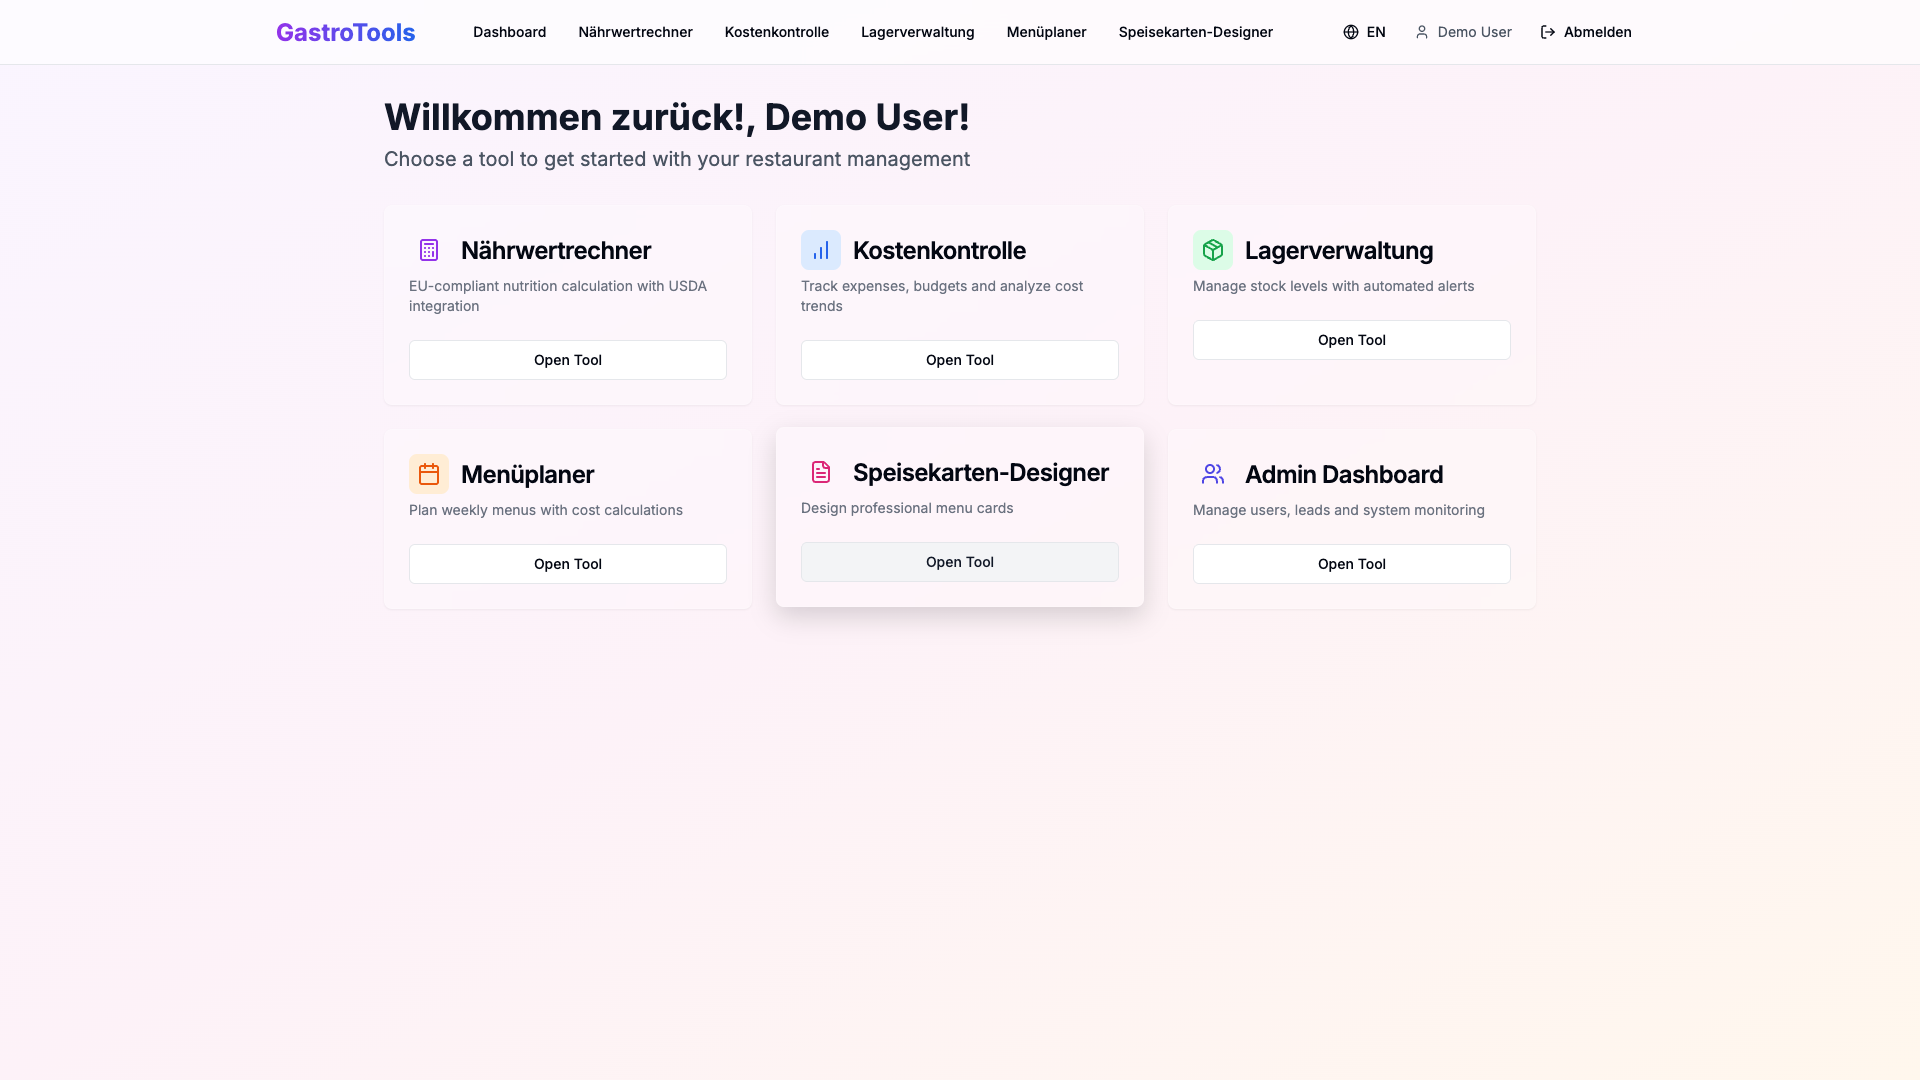 GastroTools
Dashboard
Nährwertrechner
Kostenkontrolle
Lagerverwaltung
Menüplaner
Speisekarten-Designer
EN
Demo User
Abmelden
Willkommen zurück!, Demo User!
Choose a tool to get started with your restaurant management
Nährwertrechner
EU-compliant nutrition calculation with USDA
integration
Open Tool
Kostenkontrolle
Track expenses, budgets and analyze cost
trends
Open Tool
Lagerverwaltung
Manage stock levels with automated alerts
Open Tool
Menüplaner
Plan weekly menus with cost calculations
Open Tool
Speisekarten-Designer
Design professional menu cards
Open Tool
Admin Dashboard
Manage users, leads and system monitoring
Open Tool